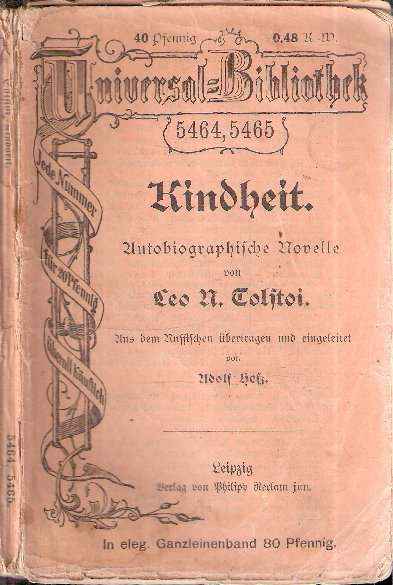 40 Pfennig 0,48 R.-W.
Universal-Bibliothek
5464, 5465
Jede Nummer
für 20 Pfennig
überall käuflich
Kindheit.
Autobiographische Novelle
von
Leo N. Tolstoi.
Aus dem Russischen übertragen und eingeleitet
von
Adolf Heß.
Leipzig
Verlag von Philipp Reclam jun.
In eleg. Ganzleinenband 80 Pfennig.
5464, 5465